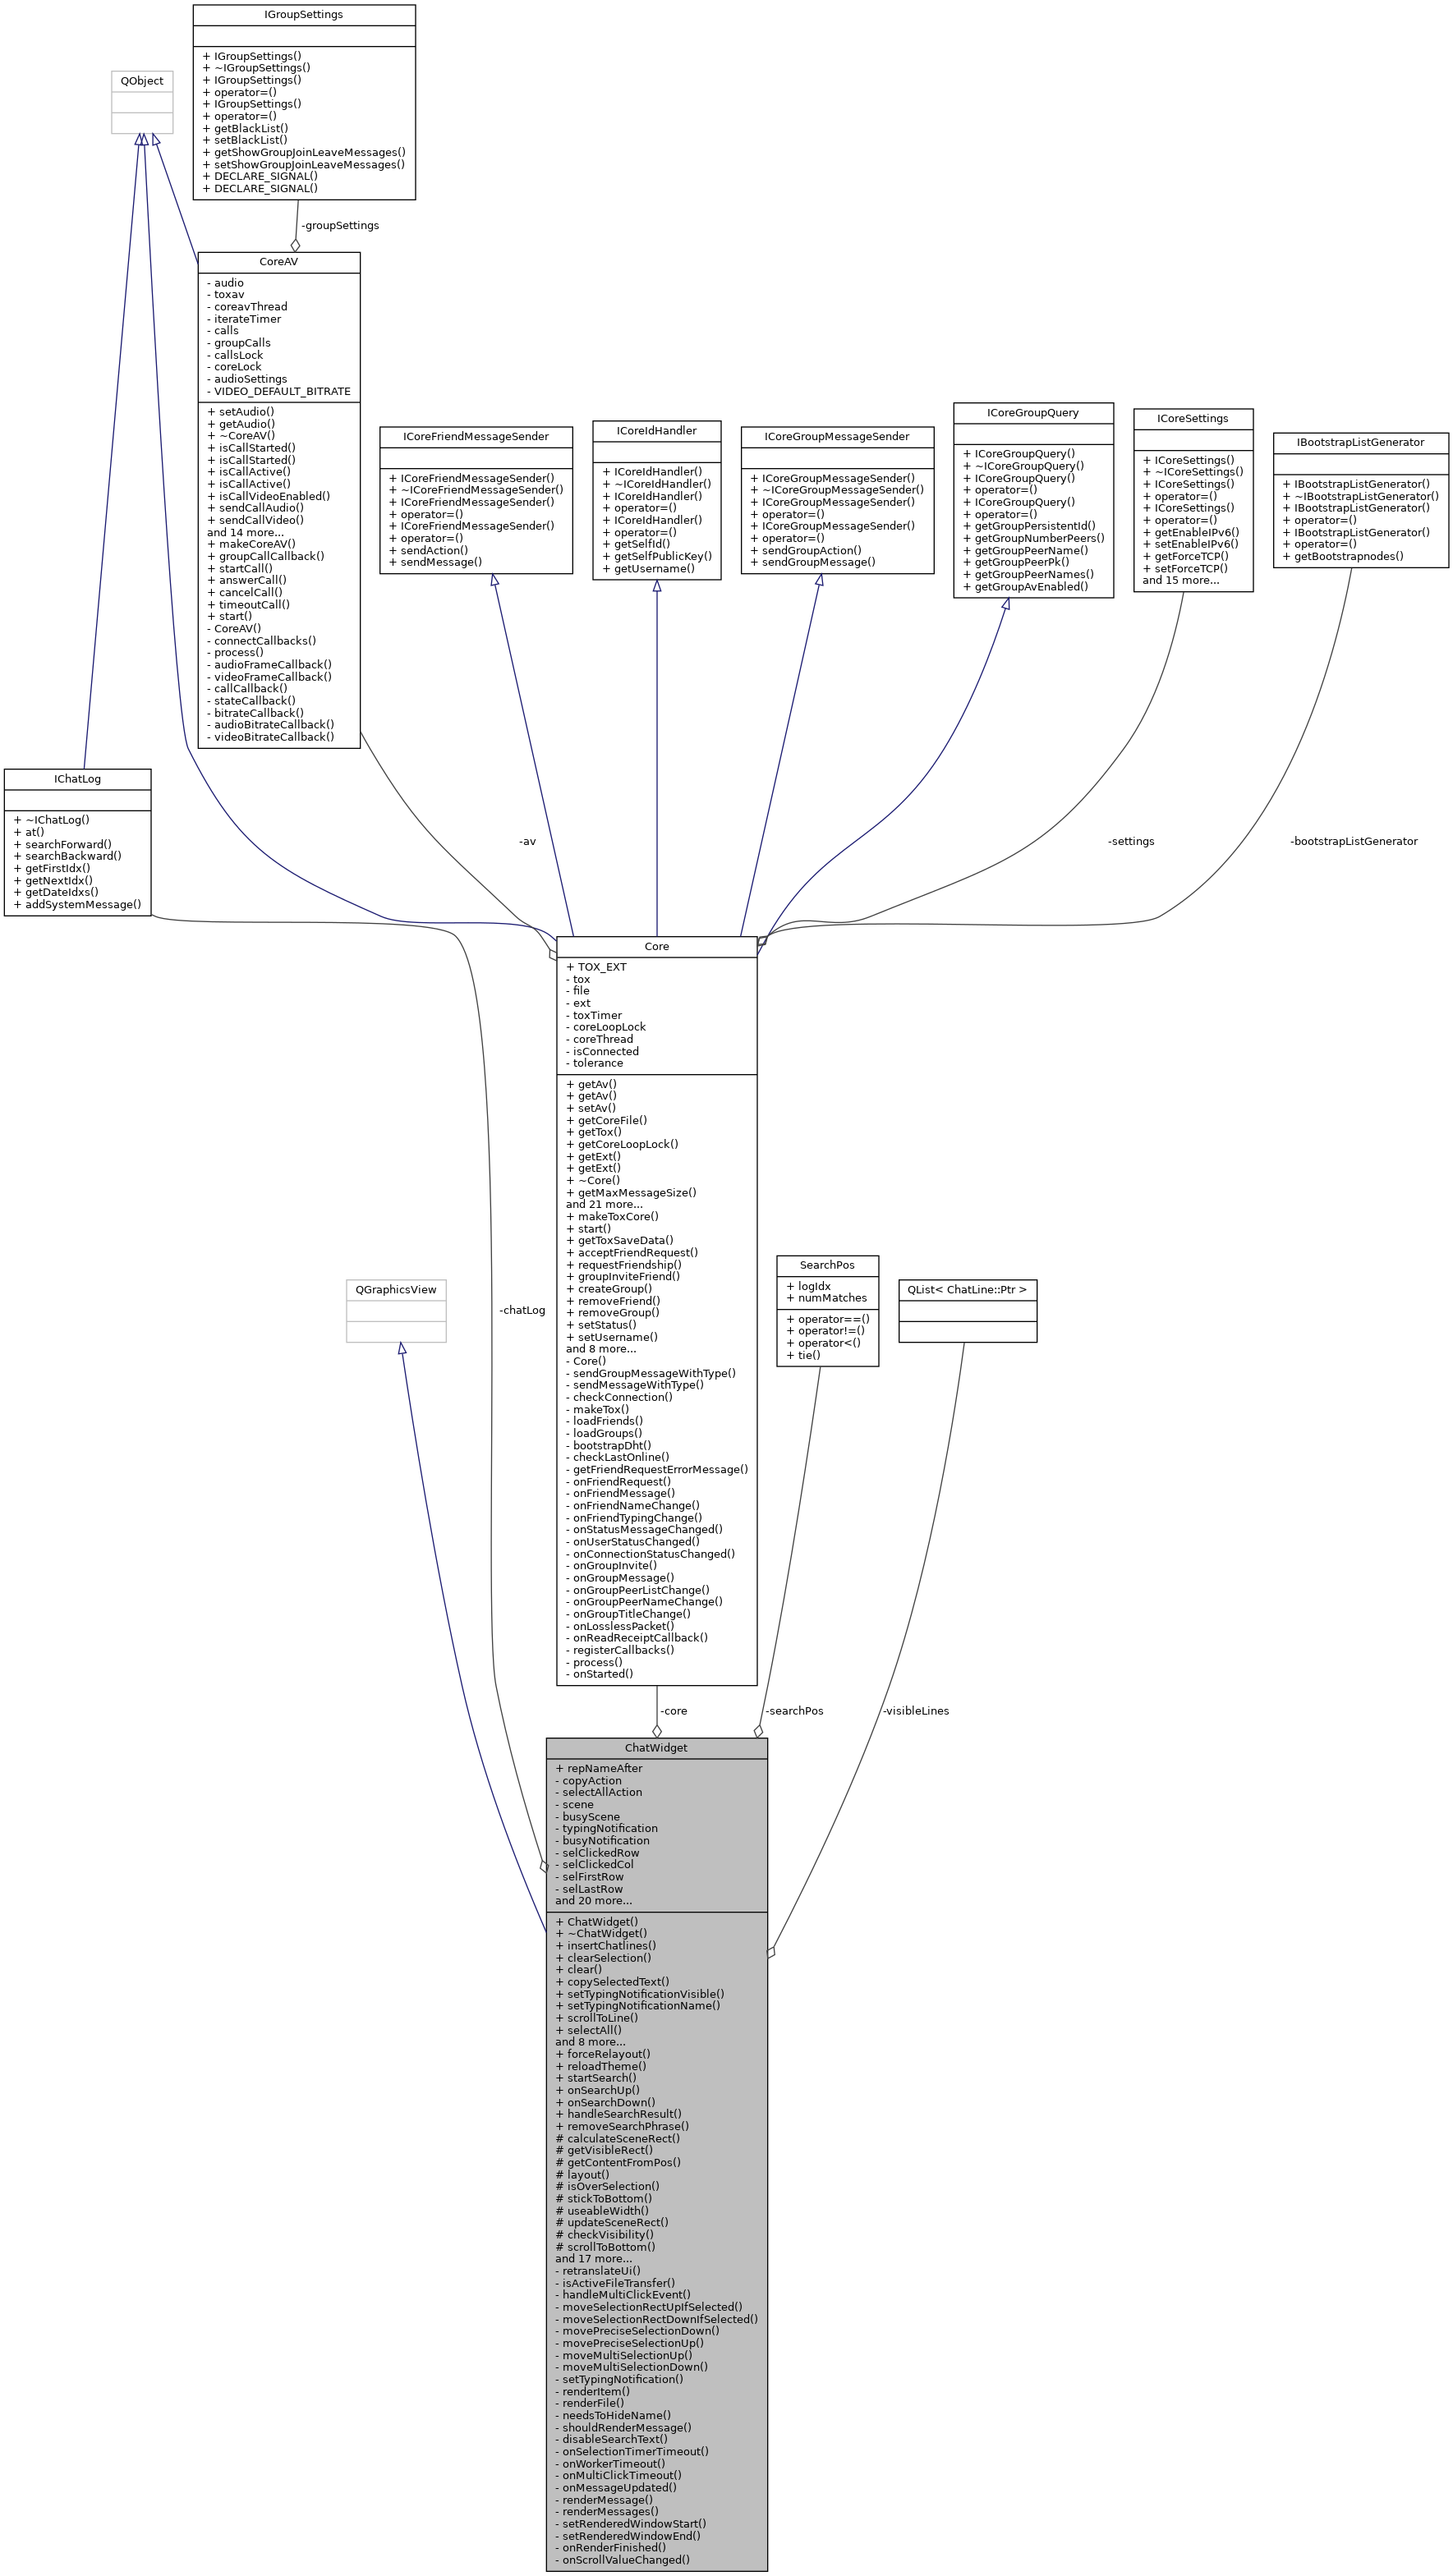 IGroupSettings
+ IGroupSettings()
+ ~IGroupSettings()
+ IGroupSettings()
+ operator=()
+ IGroupSettings()
+ operator=()
+ getBlackList()
+ setBlackList()
+ getShowGroupJoinLeaveMessages()
+ setShowGroupJoinLeaveMessages()
+ DECLARE_SIGNAL()
+ DECLARE_SIGNAL()
QObject
-groupSettings
CoreAV
- audio
- toxav
- coreavThread
- iterateTimer
- calls
- groupCalls
- callsLock
- coreLock
- audioSettings
- VIDEO_DEFAULT_BITRATE
+ setAudio()
+ getAudio()
+ ~CoreAV()
+ isCallStarted()
+ isCallStarted()
+ isCallActive()
+ isCallActive()
+ isCallVideoEnabled()
+ sendCallAudio()
+ sendCallVideo()
and 14 more...
+ makeCoreAV()
+ groupCallCallback()
+ startCall()
+ answerCall()
+ cancelCall()
+ timeoutCall()
+ start()
- CoreAV()
- connectCallbacks()
- process()
- audioFrameCallback()
- videoFrameCallback()
- callCallback()
- stateCallback()
- bitrateCallback()
- audioBitrateCallback()
- videoBitrateCallback()
ICoreFriendMessageSender
+ ICoreFriendMessageSender()
+ ~ICoreFriendMessageSender()
+ ICoreFriendMessageSender()
+ operator=()
+ ICoreFriendMessageSender()
+ operator=()
+ sendAction()
+ sendMessage()
ICoreIdHandler
+ ICoreIdHandler()
+ ~ICoreIdHandler()
+ ICoreIdHandler()
+ operator=()
+ ICoreIdHandler()
+ operator=()
+ getSelfId()
+ getSelfPublicKey()
+ getUsername()
ICoreGroupMessageSender
+ ICoreGroupMessageSender()
+ ~ICoreGroupMessageSender()
+ ICoreGroupMessageSender()
+ operator=()
+ ICoreGroupMessageSender()
+ operator=()
+ sendGroupAction()
+ sendGroupMessage()
ICoreGroupQuery
+ ICoreGroupQuery()
+ ~ICoreGroupQuery()
+ ICoreGroupQuery()
+ operator=()
+ ICoreGroupQuery()
+ operator=()
+ getGroupPersistentId()
+ getGroupNumberPeers()
+ getGroupPeerName()
+ getGroupPeerPk()
+ getGroupPeerNames()
+ getGroupAvEnabled()
ICoreSettings
+ ICoreSettings()
+ ~ICoreSettings()
+ ICoreSettings()
+ operator=()
+ ICoreSettings()
+ operator=()
+ getEnableIPv6()
+ setEnableIPv6()
+ getForceTCP()
+ setForceTCP()
and 15 more...
IBootstrapListGenerator
+ IBootstrapListGenerator()
+ ~IBootstrapListGenerator()
+ IBootstrapListGenerator()
+ operator=()
+ IBootstrapListGenerator()
+ operator=()
+ getBootstrapnodes()
IChatLog
+ ~IChatLog()
+ at()
+ searchForward()
+ searchBackward()
+ getFirstIdx()
+ getNextIdx()
+ getDateIdxs()
+ addSystemMessage()
-av
-settings
-bootstrapListGenerator
Core
+ TOX_EXT
- tox
- file
- ext
- toxTimer
- coreLoopLock
- coreThread
- isConnected
- tolerance
+ getAv()
+ getAv()
+ setAv()
+ getCoreFile()
+ getTox()
+ getCoreLoopLock()
+ getExt()
+ getExt()
+ ~Core()
+ getMaxMessageSize()
and 21 more...
+ makeToxCore()
+ start()
+ getToxSaveData()
+ acceptFriendRequest()
+ requestFriendship()
+ groupInviteFriend()
+ createGroup()
+ removeFriend()
+ removeGroup()
+ setStatus()
+ setUsername()
and 8 more...
- Core()
- sendGroupMessageWithType()
- sendMessageWithType()
- checkConnection()
- makeTox()
- loadFriends()
- loadGroups()
- bootstrapDht()
- checkLastOnline()
- getFriendRequestErrorMessage()
- onFriendRequest()
- onFriendMessage()
- onFriendNameChange()
- onFriendTypingChange()
- onStatusMessageChanged()
- onUserStatusChanged()
- onConnectionStatusChanged()
- onGroupInvite()
- onGroupMessage()
- onGroupPeerListChange()
- onGroupPeerNameChange()
- onGroupTitleChange()
- onLosslessPacket()
- onReadReceiptCallback()
- registerCallbacks()
- process()
- onStarted()
QGraphicsView
-chatLog
SearchPos
+ logIdx
+ numMatches
+ operator==()
+ operator!=()
+ operator<()
+ tie()
QList< ChatLine::Ptr >
-core
-searchPos
-visibleLines
ChatWidget
+ repNameAfter
- copyAction
- selectAllAction
- scene
- busyScene
- typingNotification
- busyNotification
- selClickedRow
- selClickedCol
- selFirstRow
- selLastRow
and 20 more...
+ ChatWidget()
+ ~ChatWidget()
+ insertChatlines()
+ clearSelection()
+ clear()
+ copySelectedText()
+ setTypingNotificationVisible()
+ setTypingNotificationName()
+ scrollToLine()
+ selectAll()
and 8 more...
+ forceRelayout()
+ reloadTheme()
+ startSearch()
+ onSearchUp()
+ onSearchDown()
+ handleSearchResult()
+ removeSearchPhrase()
# calculateSceneRect()
# getVisibleRect()
# getContentFromPos()
# layout()
# isOverSelection()
# stickToBottom()
# useableWidth()
# updateSceneRect()
# checkVisibility()
# scrollToBottom()
and 17 more...
- retranslateUi()
- isActiveFileTransfer()
- handleMultiClickEvent()
- moveSelectionRectUpIfSelected()
- moveSelectionRectDownIfSelected()
- movePreciseSelectionDown()
- movePreciseSelectionUp()
- moveMultiSelectionUp()
- moveMultiSelectionDown()
- setTypingNotification()
- renderItem()
- renderFile()
- needsToHideName()
- shouldRenderMessage()
- disableSearchText()
- onSelectionTimerTimeout()
- onWorkerTimeout()
- onMultiClickTimeout()
- onMessageUpdated()
- renderMessage()
- renderMessages()
- setRenderedWindowStart()
- setRenderedWindowEnd()
- onRenderFinished()
- onScrollValueChanged()